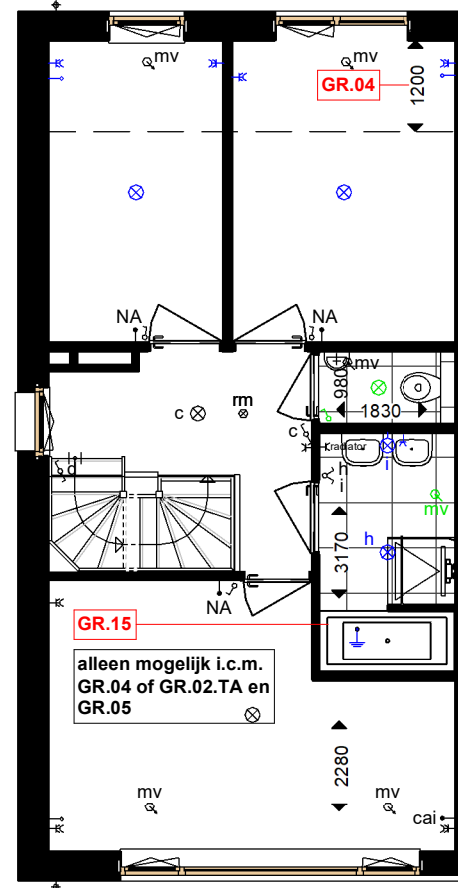 mv
mv
GR.04
1200
NA
NA
mv
980
1830
c
rm
c
radiator
i
h
i
mv
d
h
3170
NA
GR.15
alleen mogelijk i.c.m.
GR.04 of GR.02.TA en
GR.05
2280
mv
mv
cai